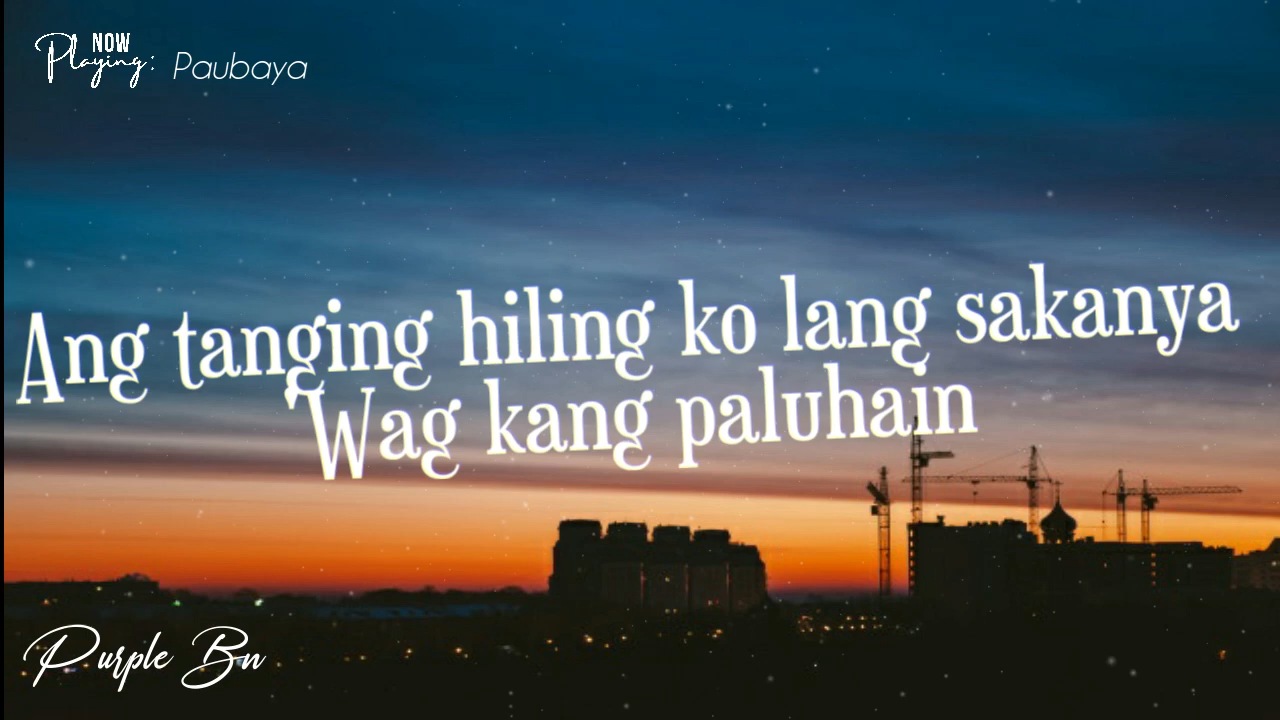 NOW
Playing: Paubaya
Ang tanging hiling ko lang sakanya
'Wag kang paluhain
Purple Bn